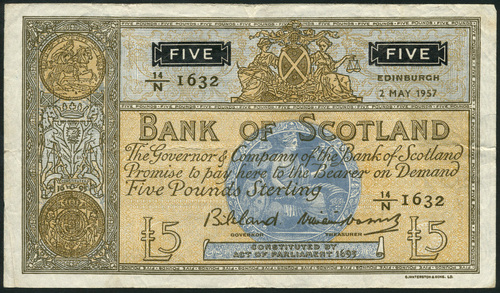 FIVE
FIVE
14/N 1632
EDINBURGH
2 MAY 1957
BANK OF SCOTLAND
The Governor & Company of the Bank of Scotland
Promise to pay here to the Bearer on Demand
Five Pounds Sterling
14/N 1632
£5
£5
GOVERNOR
TREASURER
CONSTITUTED BY
ACT OF PARLIAMENT 1695